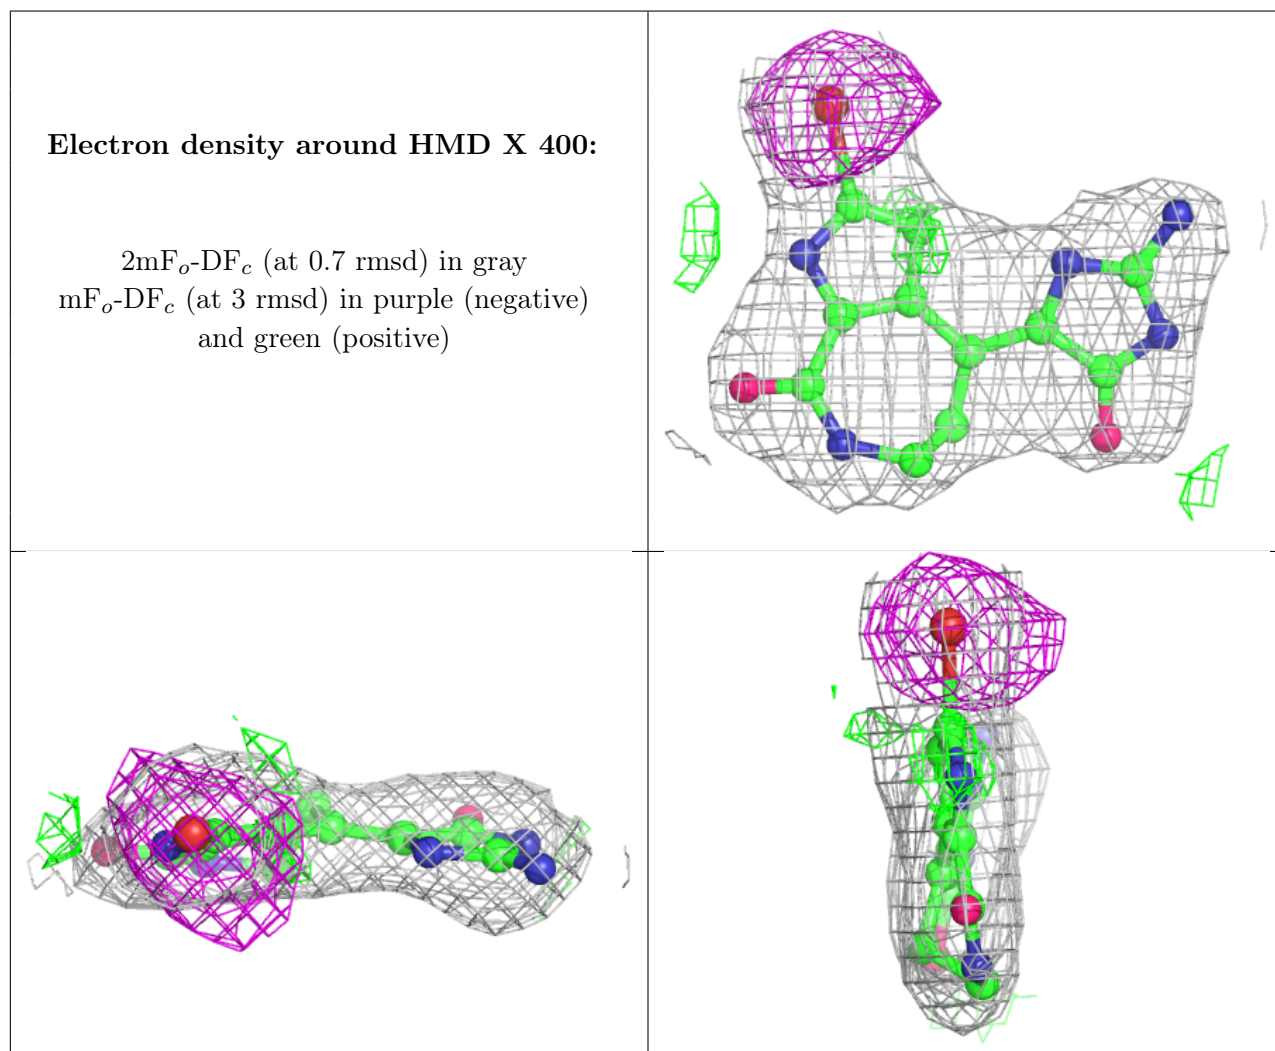 Electron density around HMD X 400:
2mFo-DFc (at 0.7 rmsd) in gray
mFo-DFc (at 3 rmsd) in purple (negative)
and green (positive)